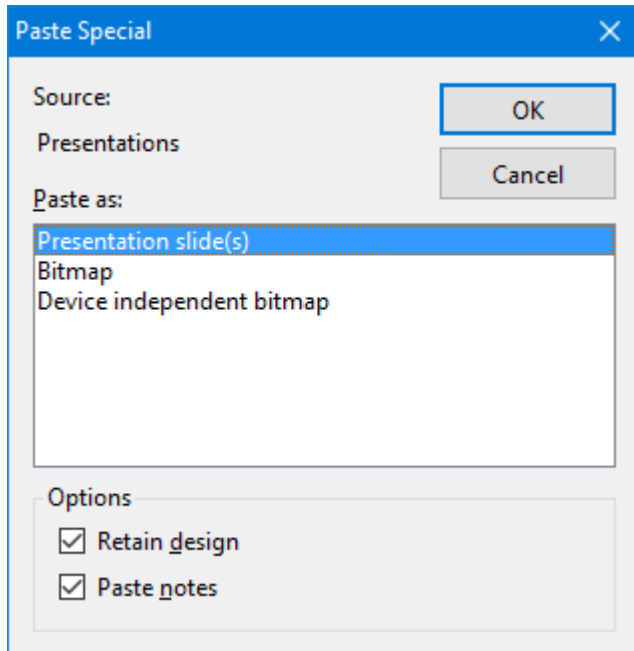 Paste Special
Source:
OK
Presentations
Cancel
Paste as:
Presentation slide(s)
Bitmap
Device independent bitmap
Options
Retain design
Paste notes